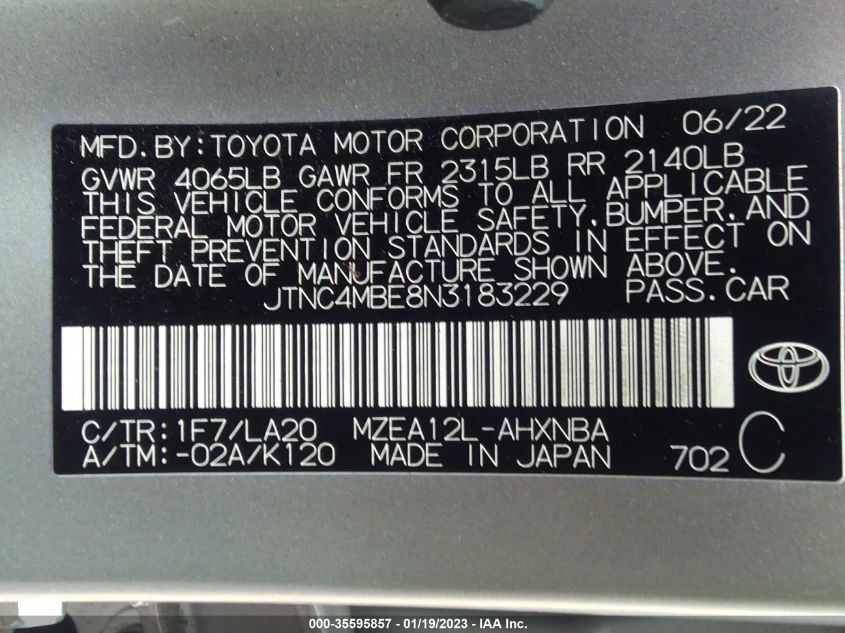 MFD. BY: TOYOTA MOTOR CORPORATION 06/22
GVWR 4065LB GAWR FR 2315LB RR 2140LB
THIS VEHICLE CONFORMS TO ALL APPLICABLE
FEDERAL MOTOR VEHICLE SAFETY, BUMPER, AND
THEFT PREVENTION STANDARDS IN EFFECT ON
THE DATE OF MANUFACTURE SHOWN ABOVE.
JTNC4MBE8N3183229 PASS. CAR
C/TR: 1F7/LA20 MZEA12L-AHXNBA
A/TM: -02A/K120 MADE IN JAPAN 702 C
000-35595857 - 01/19/2023 - IAA Inc.